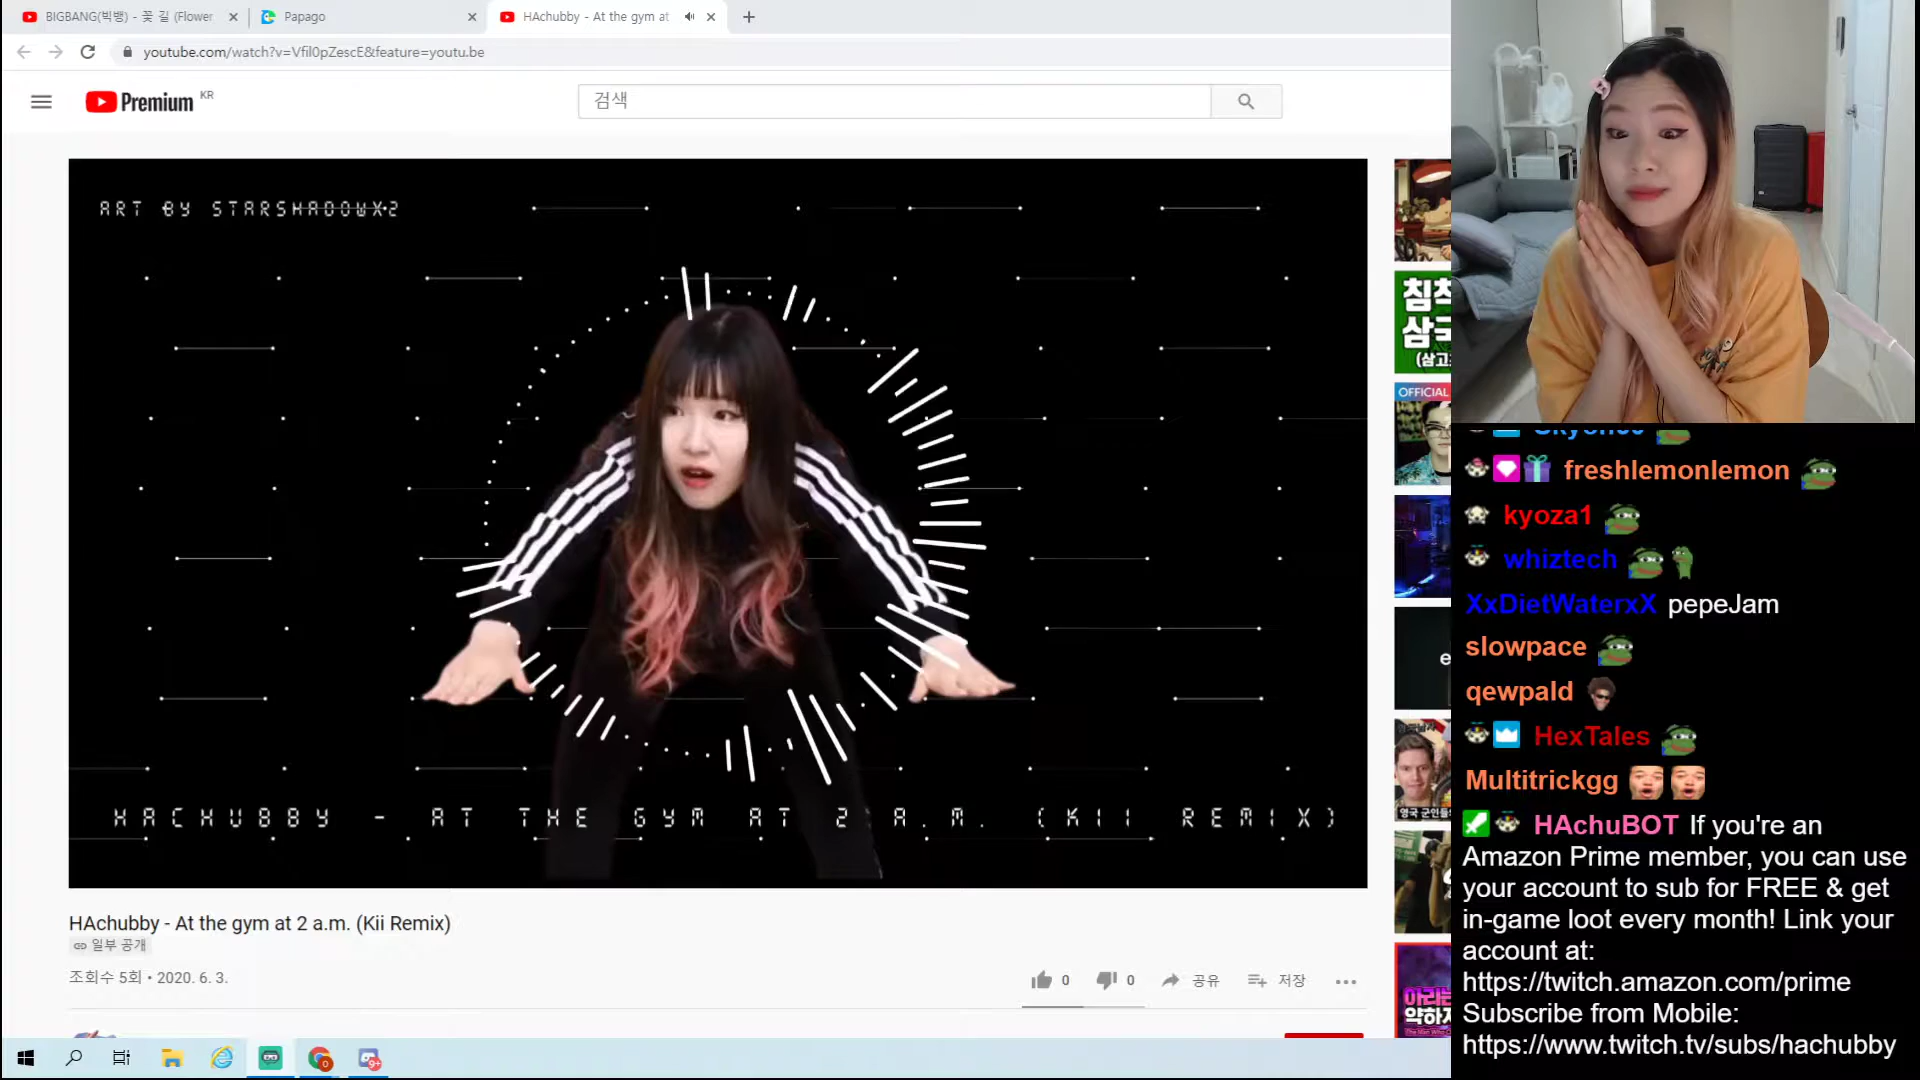 BIGBANG(빅뱅) - 꽃 길 (Flower
Papago
HAchubby - At the gym at
youtube.com/watch?v=Vfil0pZescE&feature=youtu.be
Premium KR
검색
ART BY STARSHADOWX2
HACHUBBY - AT THE GYM AT 2 A.M. (KII REMIX)
HAchubby - At the gym at 2 a.m. (Kii Remix)
일부 공개
조회수 5회 • 2020. 6. 3.
0
0
공유
저장
OFFICIAL
영국 군인들
freshlemonlemon
kyoza1
whiztech
XxDietWaterxX pepeJam
slowpace
qewpald
HexTales
Multitrickgg
HAchuBOT If you're an
Amazon Prime member, you can use
your account to sub for FREE & get
in-game loot every month! Link your
account at:
https://twitch.amazon.com/prime
Subscribe from Mobile:
https://www.twitch.tv/subs/hachubby